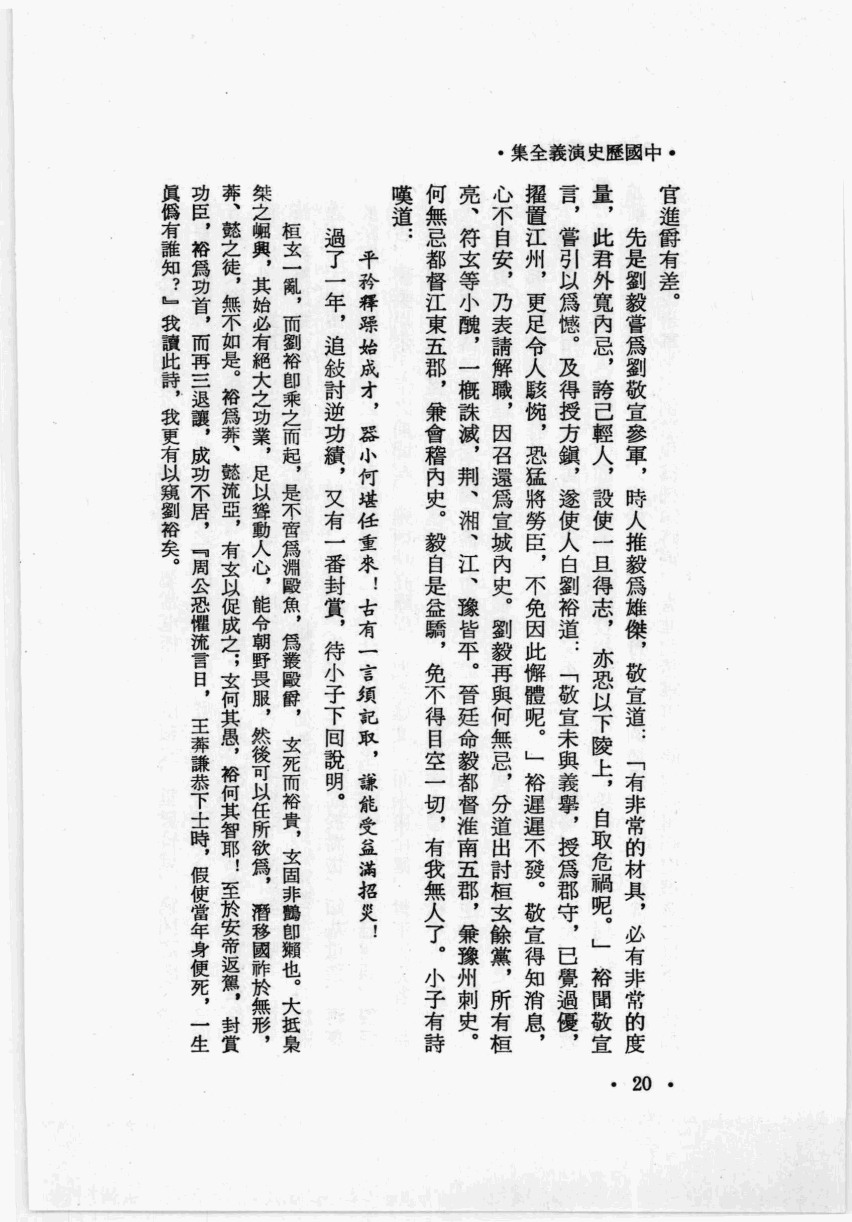 •中國歷史演義全集•
官進爵有差。
先是劉毅嘗爲劉敬宣參軍，時人推毅爲雄傑，敬宣道：「有非常的材具，必有非常的度
量，此君外寬內忌，誇己輕人，設使一旦得志，亦恐以下陵上，自取危禍呢。」裕聞敬宣
言，嘗引以爲憾。及得授方鎮，遂使人白劉裕道：「敬宣未與義舉，授爲郡守，已覺過優，
擢置江州，更足令人駭惋，恐猛將勞臣，不免因此懈體呢。」裕遲遲不發。敬宣得知消息，
心不自安，乃表請解職，因召還爲宣城內史。劉毅再與何無忌，分道出討桓玄餘黨，所有桓
亮、符玄等小醜，一概誅滅，荆、湘、江、豫皆平。晉廷命毅都督淮南五郡，兼豫州刺史。
何無忌都督江東五郡，兼會稽內史。毅自是益驕，免不得目空一切，有我無人了。小子有詩
嘆道：
平矜釋躁始成才，器小何堪任重來！古有一言須記取，謙能受益滿招災！
過了一年，追敍討逆功績，又有一番封賞，待小子下回說明。
桓玄一亂，而劉裕卽乘之而起，是不啻爲淵毆魚，爲叢毆爵，玄死而裕貴，玄固非鸇卽獺也。大抵梟
桀之崛興，其始必有絕大之功業，足以聳動人心，能令朝野畏服，然後可以任所欲爲，潛移國祚於無形，
莽、懿之徒，無不如是。裕爲莽、懿流亞，有玄以促成之；玄何其愚，裕何其智耶！至於安帝返駕，封賞
功臣，裕爲功首，而再三退讓，成功不居，『周公恐懼流言日，王莽謙恭下士時，假使當年身便死，一生
眞僞有誰知？』我讀此詩，我更有以窺劉裕矣。
• 20 •